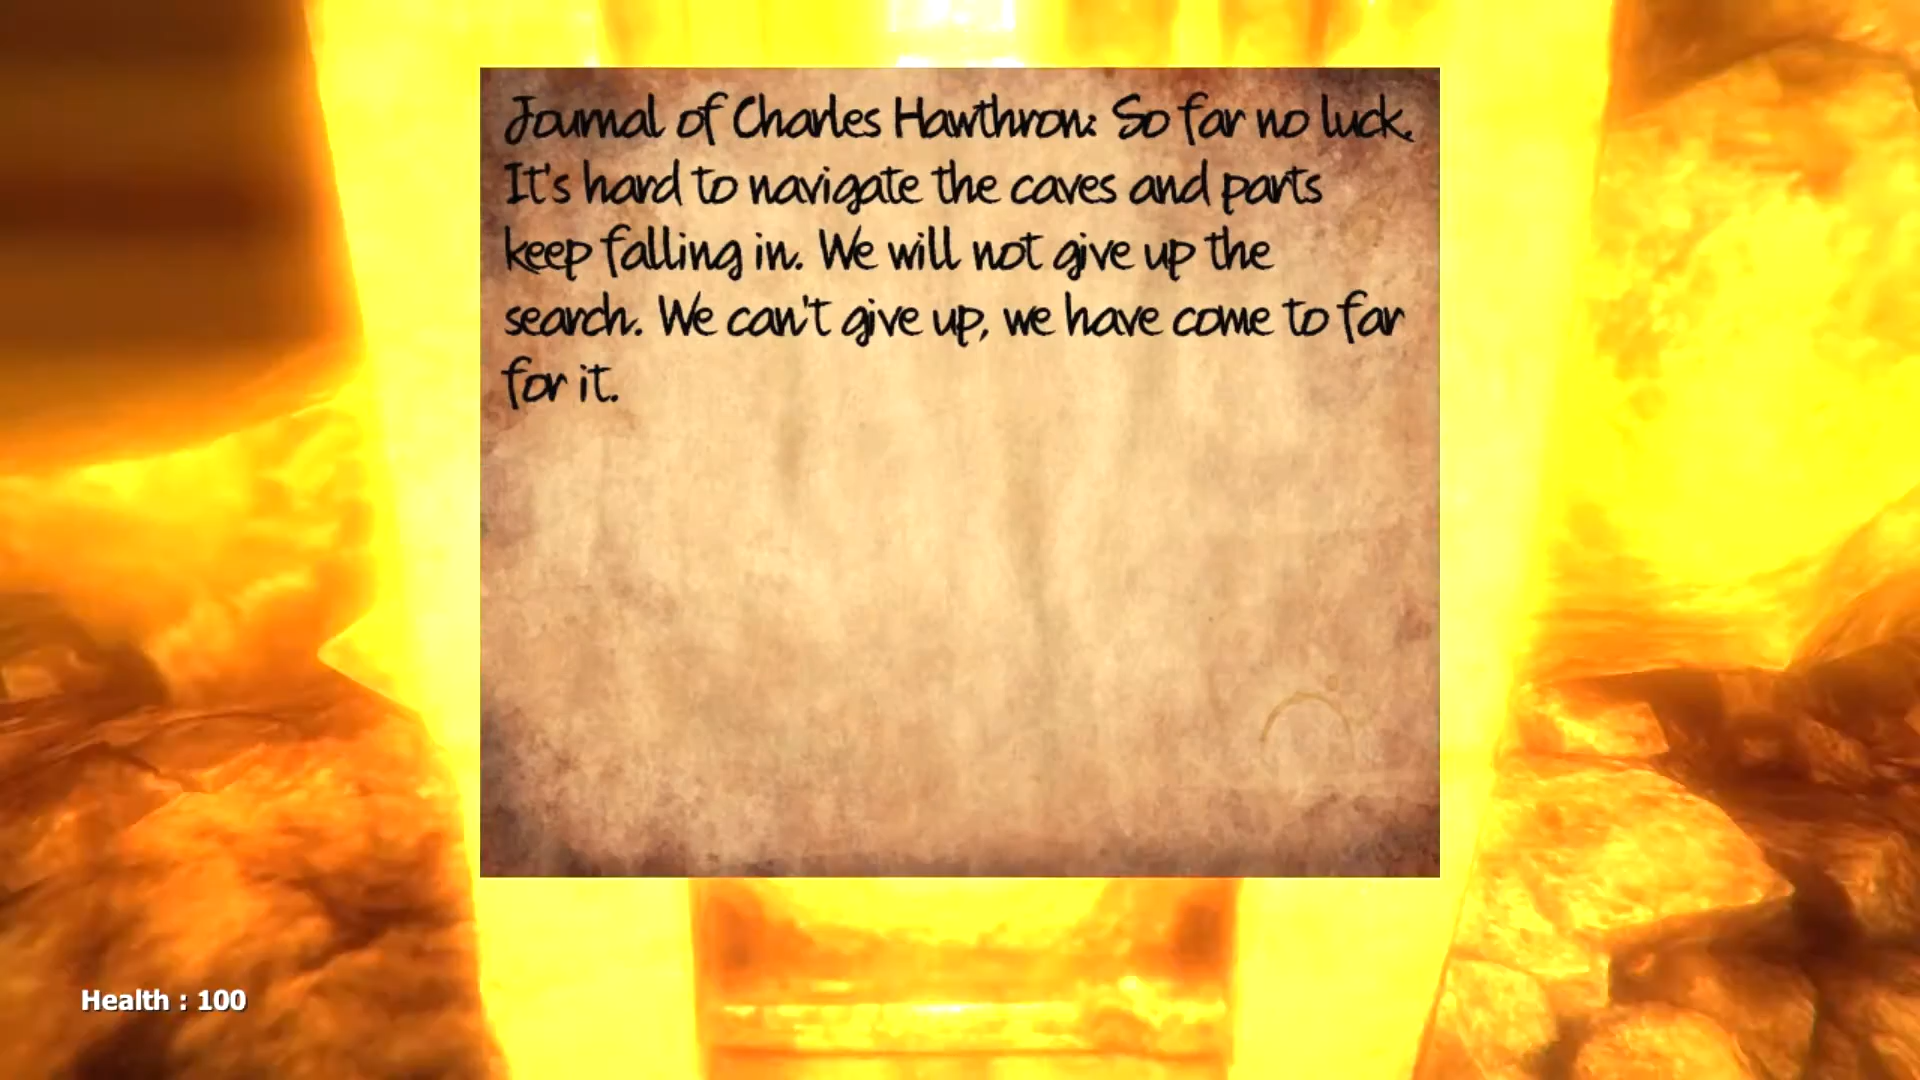 Journal of Charles Hawthron: So far no luck.
It's hard to navigate the caves and parts
keep falling in. We will not give up the
search. We can't give up, we have come to far
for it.
Health : 100